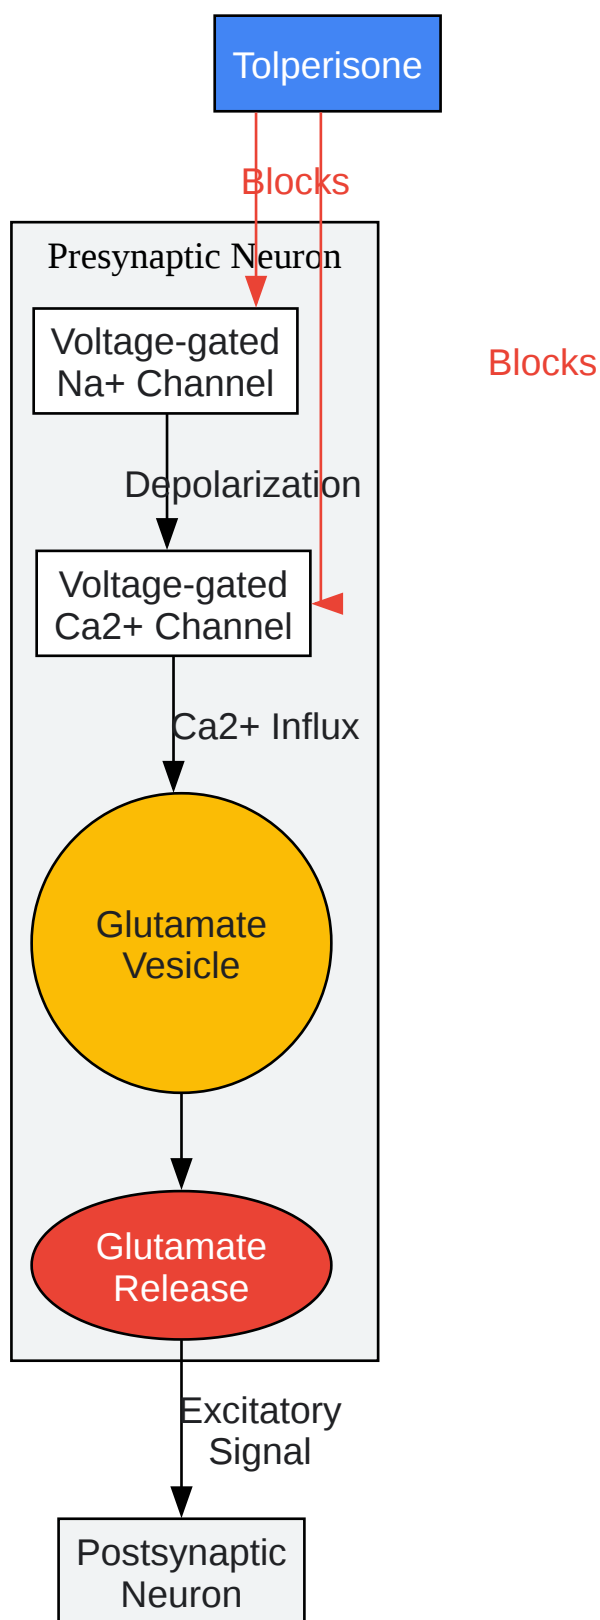 Tolperisone
Blocks
Presynaptic Neuron
Voltage-gated
Na+ Channel
Blocks
Depolarization
Voltage-gated
Ca2+ Channel
Ca2+ Influx
Glutamate
Vesicle
Glutamate
Release
Excitatory
Signal
Postsynaptic
Neuron